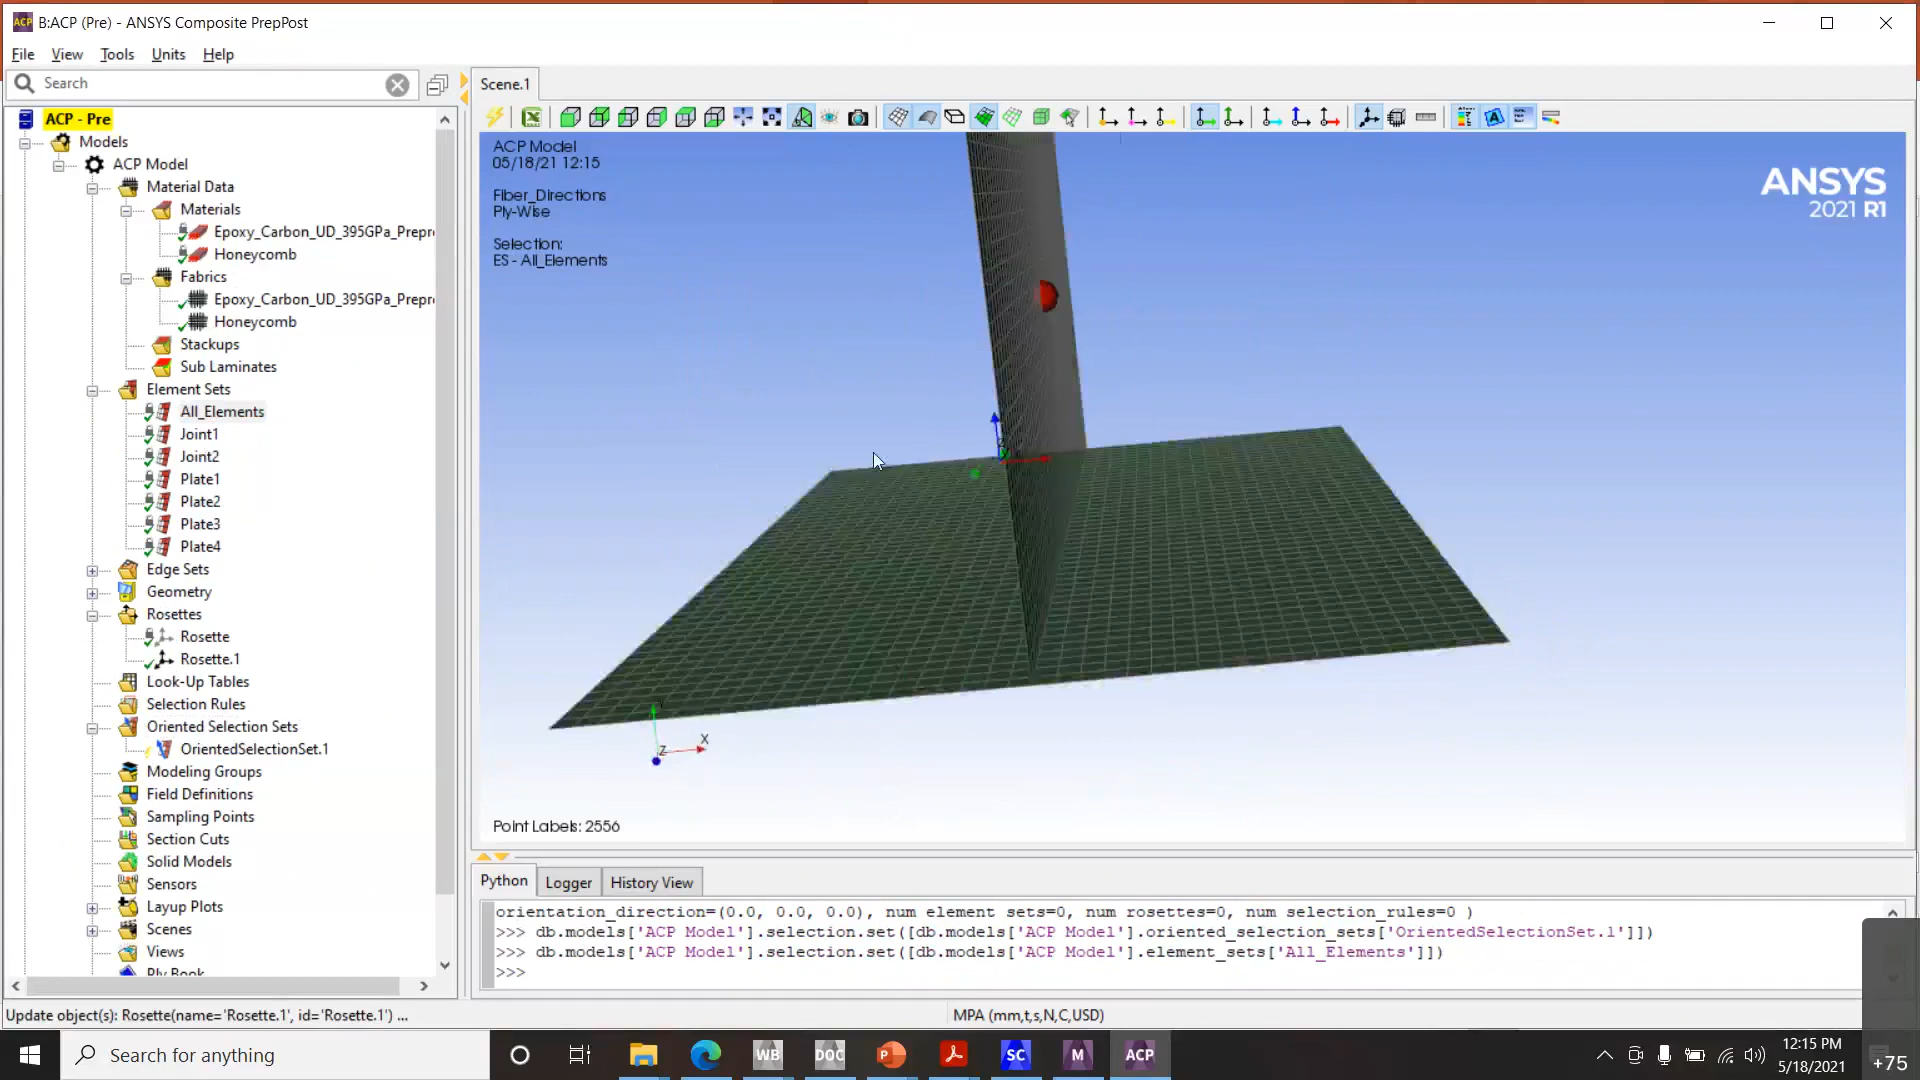 B:ACP (Pre) - ANSYS Composite PrepPost
File View Tools Units Help
Search
Scene.1
ACP - Pre
Models
ACP Model
Material Data
Materials
Epoxy_Carbon_UD_395GPa_Prepr
Honeycomb
Fabrics
Epoxy_Carbon_UD_395GPa_Prepr
Honeycomb
Stackups
Sub Laminates
Element Sets
All_Elements
Joint1
Joint2
Plate1
Plate2
Plate3
Plate4
Edge Sets
Geometry
Rosettes
Rosette
Rosette.1
Look-Up Tables
Selection Rules
Oriented Selection Sets
OrientedSelectionSet.1
Modeling Groups
Field Definitions
Sampling Points
Section Cuts
Solid Models
Sensors
Layup Plots
Scenes
Views
Ply Book
ACP Model
05/18/21 12:15
Fiber_Directions
Ply-Wise
Selection:
ES - All_Elements
ANSYS
2021 R1
Z
X
Point Labels: 2556
Python Logger History View
orientation_direction=(0.0, 0.0, 0.0), num element sets=0, num rosettes=0, num selection_rules=0 )
>>> db.models['ACP Model'].selection.set([db.models['ACP Model'].oriented_selection_sets['OrientedSelectionSet.1']])
>>> db.models['ACP Model'].selection.set([db.models['ACP Model'].element_sets['All_Elements']])
>>>
Update object(s): Rosette(name='Rosette.1', id='Rosette.1') ...
MPA (mm,t,s,N,C,USD)
Search for anything
WB
DOC
P
SC
M
ACP
12:15 PM
5/18/2021
+75